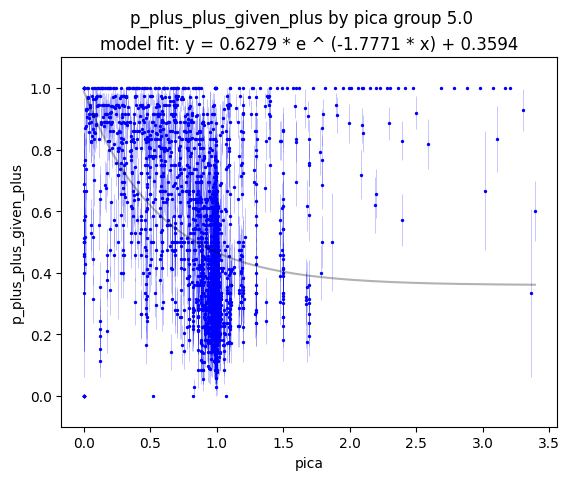 p_plus_plus_given_plus by pica group 5.0
model fit: y = 0.6279 * e ^ (-1.7771 * x) + 0.3594
p_plus_plus_given_plus
1.0
0.8
0.6
0.4
0.2
0.0
0.0 0.5 1.0 1.5 2.0 2.5 3.0 3.5
pica